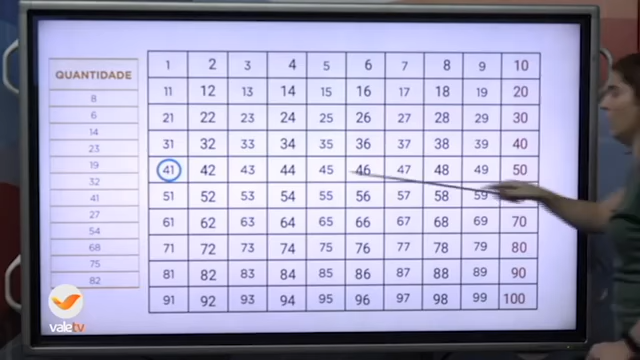 QUANTIDADE
8
6
14
23
19
32
41
27
54
68
75
82
1 2 3 4 5 6 7 8 9 10
11 12 13 14 15 16 17 18 19 20
21 22 23 24 25 26 27 28 29 30
31 32 33 34 35 36 37 38 39 40
41 42 43 44 45 46 47 48 49 50
51 52 53 54 55 56 57 58 59
61 62 63 64 65 66 67 68 69 70
71 72 73 74 75 76 77 78 79 80
81 82 83 84 85 86 87 88 89 90
91 92 93 94 95 96 97 98 99 100
valetv